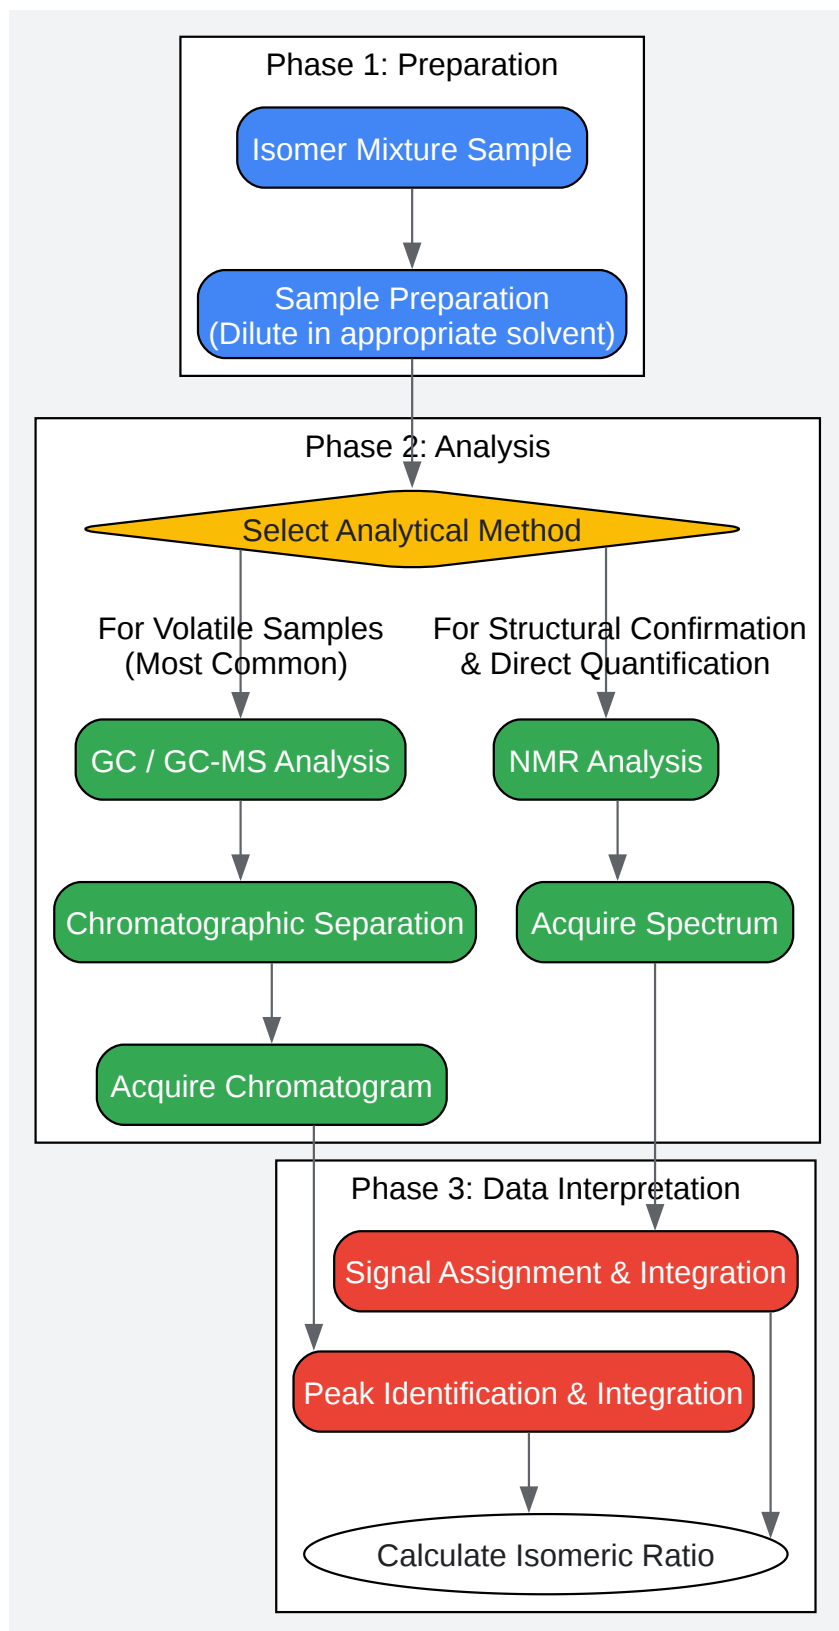 Phase 1: Preparation
Isomer Mixture Sample
Sample Preparation
(Dilute in appropriate solvent)
Phase 2: Analysis
Select Analytical Method
For Volatile Samples
(Most Common)
For Structural Confirmation
& Direct Quantification
GC / GC-MS Analysis
NMR Analysis
Chromatographic Separation
Acquire Spectrum
Acquire Chromatogram
Phase 3: Data Interpretation
Signal Assignment & Integration
Peak Identification & Integration
Calculate Isomeric Ratio